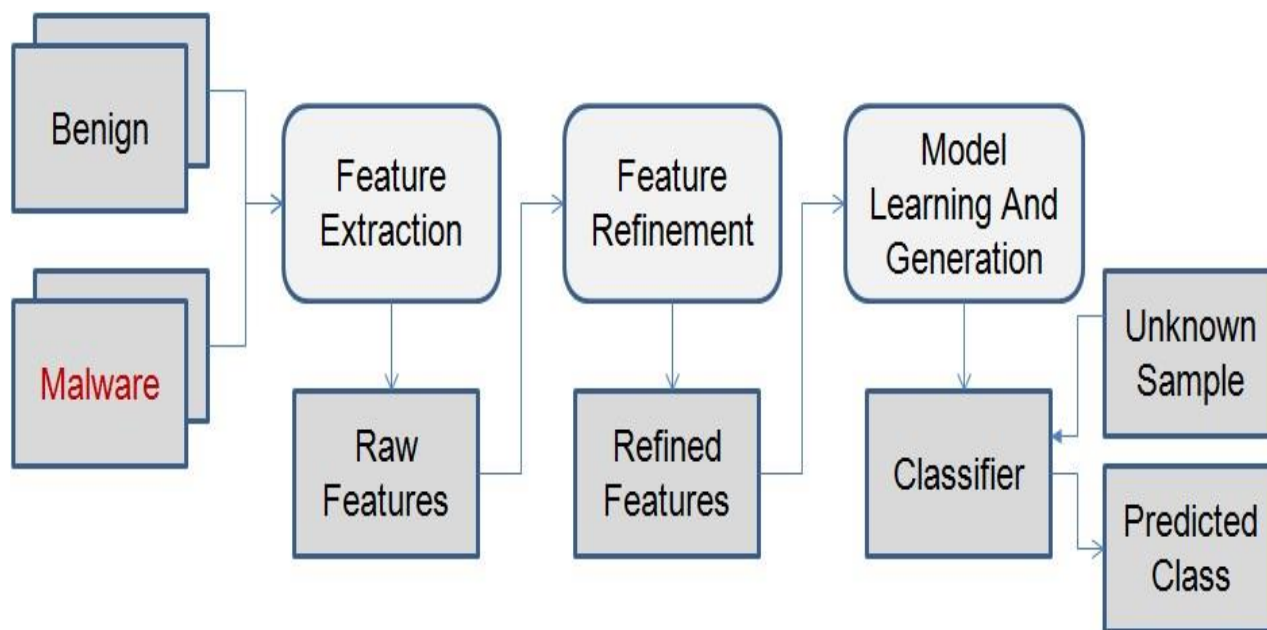 Benign
Malware
Feature
Extraction
Raw
Features
Feature
Refinement
Refined
Features
Model
Learning And
Generation
Classifier
Unknown
Sample
Predicted
Class